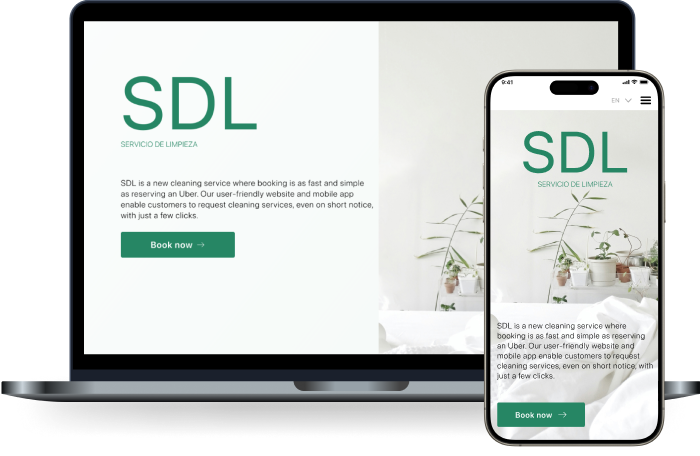 SDL
SERVICIO DE LIMPIEZA
SDL is a new cleaning service where booking is as fast and simple
as reserving an Uber. Our user-friendly website and mobile app
enable customers to request cleaning services, even on short notice,
with just a few clicks.
Book now →
9:41
EN
SDL
SERVICIO DE LIMPIEZA
SDL is a new cleaning service where
booking is as fast and simple as reserving
an Uber. Our user-friendly website and
mobile app enable customers to request
cleaning services, even on short notice, with
just a few clicks.
Book now →